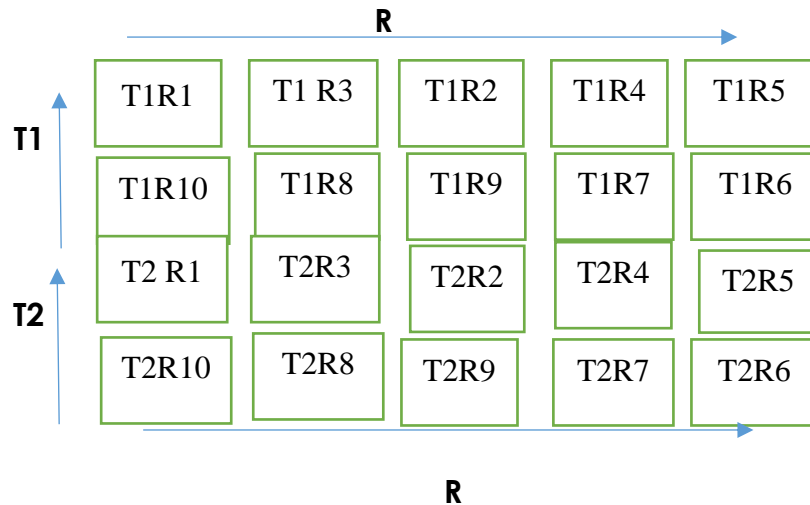 R
T1R1 T1 R3 T1R2 T1R4 T1R5
T1
T1R10 T1R8 T1R9 T1R7 T1R6
T2 R1 T2R3 T2R2 T2R4 T2R5
T2
T2R10 T2R8 T2R9 T2R7 T2R6
R